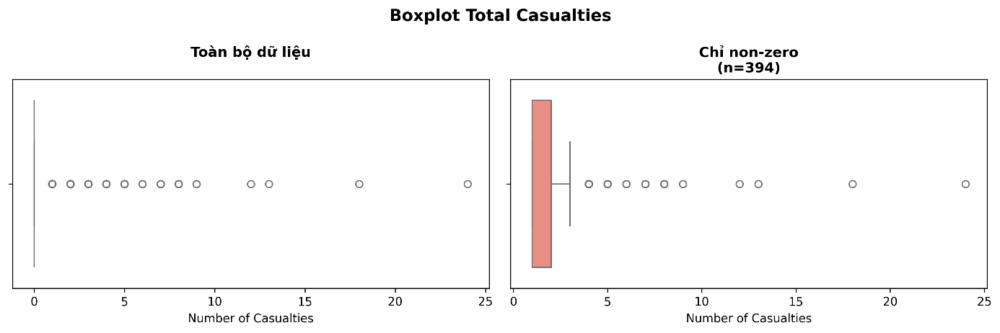 Boxplot Total Casualties
Toàn bộ dữ liệu
0 5 10 15 20 25
Number of Casualties
Chỉ non-zero
(n=394)
0 5 10 15 20 25
Number of Casualties